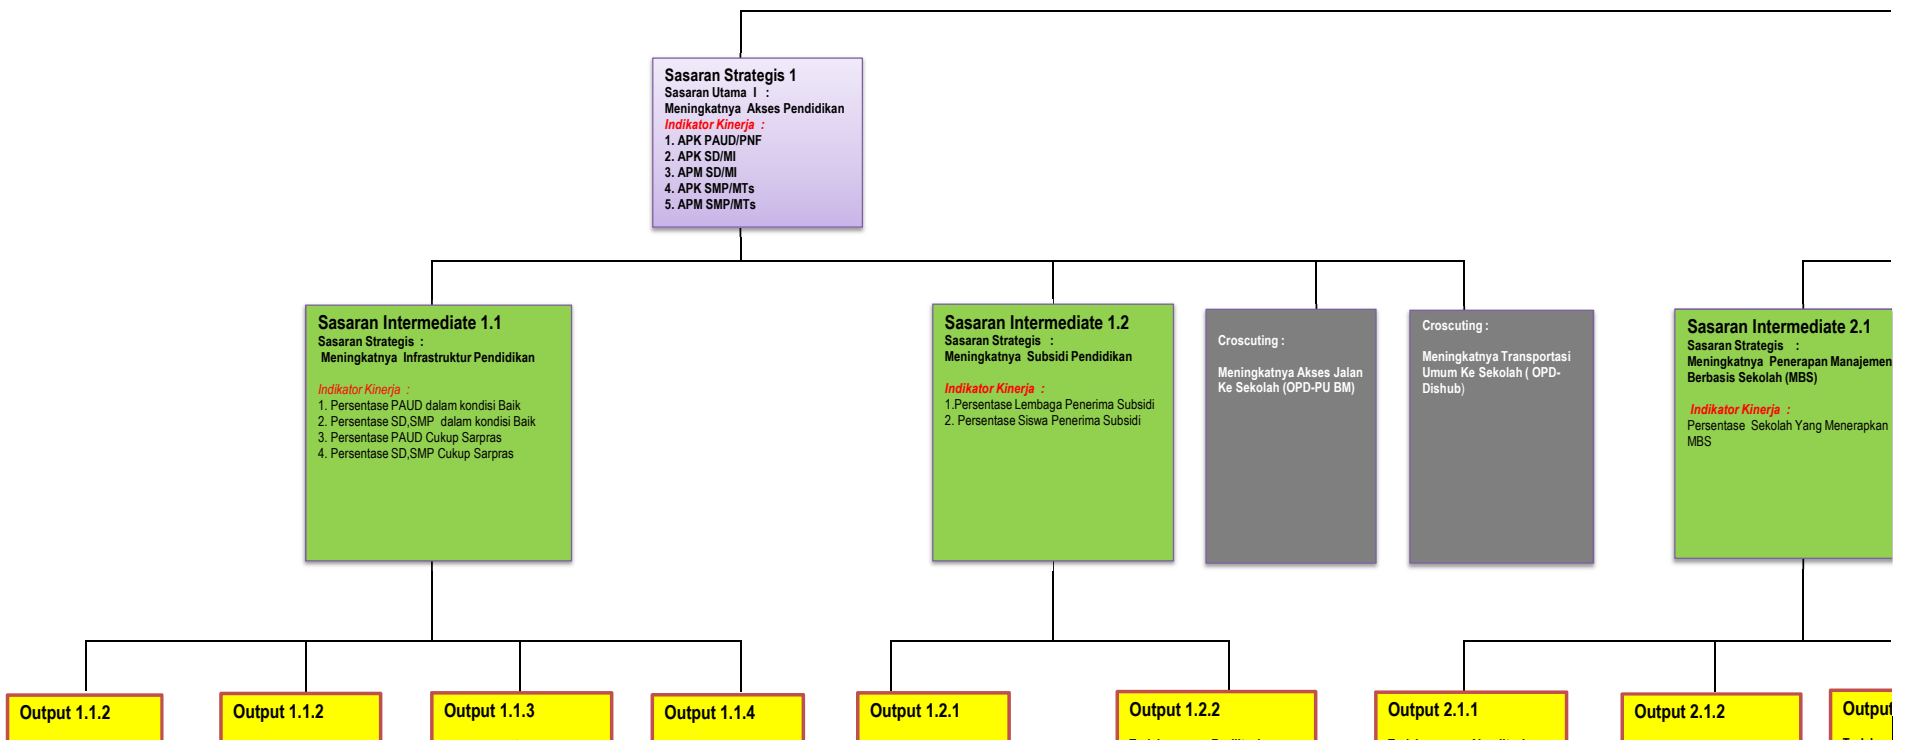 Sasaran Strategis 1
Sasaran Utama I :
Meningkatnya Akses Pendidikan
Indikator Kinerja :
1. APK PAUD/PNF
2. APK SD/MI
3. APM SD/MI
4. APK SMP/MTs
5. APM SMP/MTs
Sasaran Intermediate 1.1
Sasaran Strategis :
Meningkatnya Infrastruktur Pendidikan
Indikator Kinerja :
1. Persentase PAUD dalam kondisi Baik
2. Persentase SD,SMP dalam kondisi Baik
3. Persentase PAUD Cukup Sarpras
4. Persentase SD,SMP Cukup Sarpras
Sasaran Intermediate 1.2
Sasaran Strategis :
Meningkatnya Subsidi Pendidikan
Indikator Kinerja :
1.Persentase Lembaga Penerima Subsidi
2. Persentase Siswa Penerima Subsidi
Croscuting :
Meningkatnya Akses Jalan
Ke Sekolah (OPD-PU BM)
Croscuting :
Meningkatnya Transportasi
Umum Ke Sekolah ( OPD-
Dishub)
Sasaran Intermediate 2.1
Sasaran Strategis :
Meningkatnya Penerapan Manajemen
Berbasis Sekolah (MBS)
Indikator Kinerja :
Persentase Sekolah Yang Menerapkan
MBS
Output 1.1.2
Output 1.1.2
Output 1.1.3
Output 1.1.4
Output 1.2.1
Output 1.2.2
Output 2.1.1
Output 2.1.2
Output